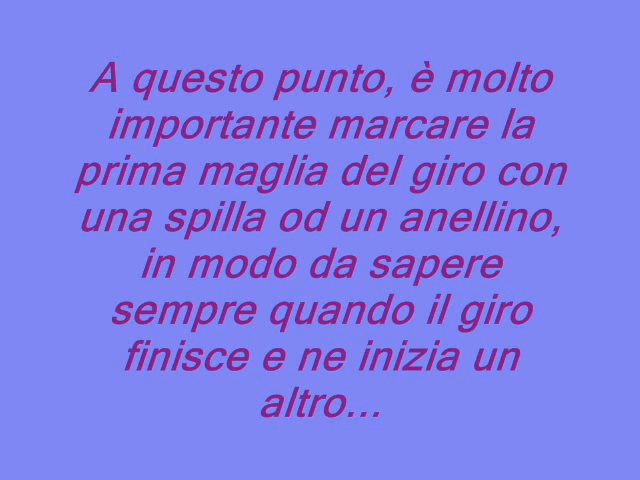 A questo punto, è molto
importante marcare la
prima maglia del giro con
una spilla od un anellino,
in modo da sapere
sempre quando il giro
finisce e ne inizia un
altro...